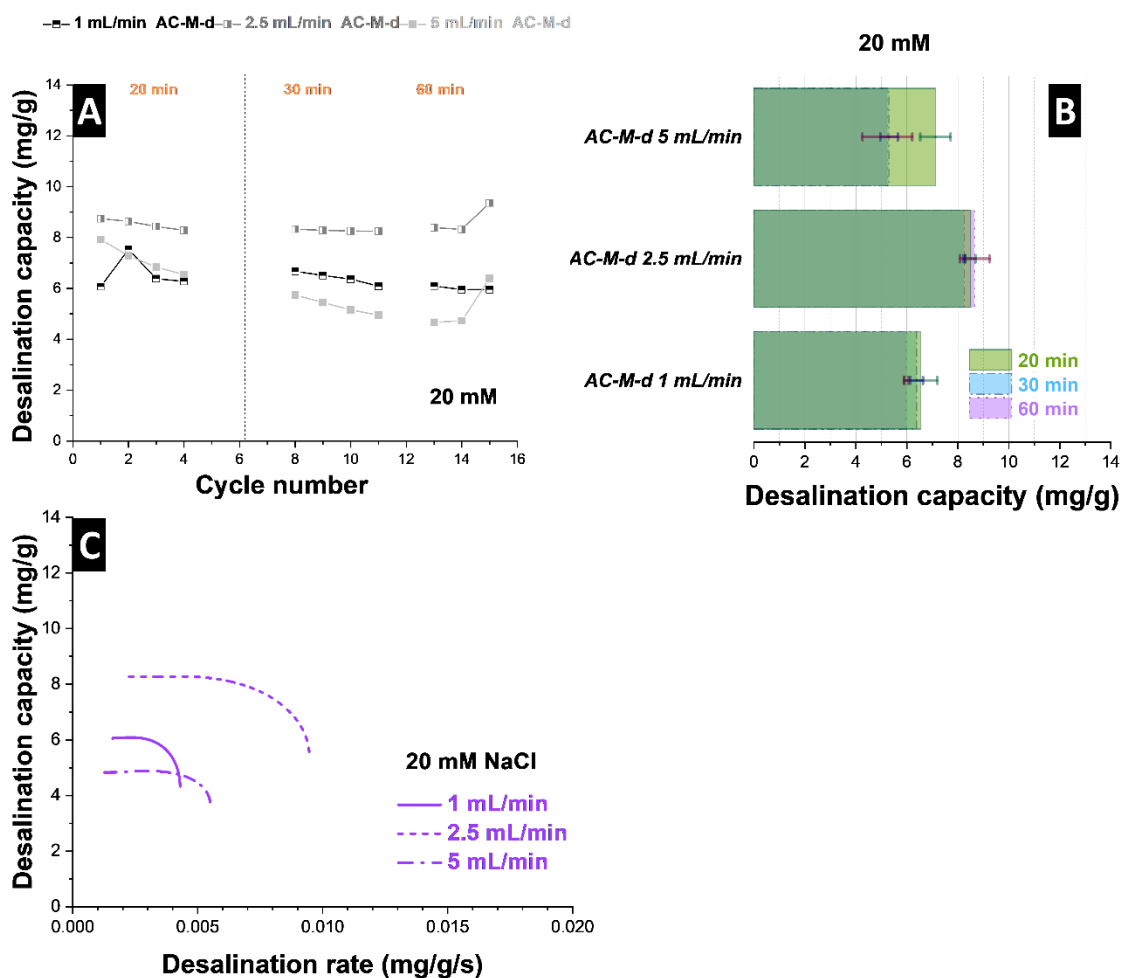 1 mL/min AC-M-d 2.5 mL/min AC-M-d 5 mL/min AC-M-d
A
20 min 30 min 60 min
Desalination capacity (mg/g)
14
12
10
8
6
4
2
0
20 mM
0 2 4 6 8 10 12 14 16
Cycle number
20 mM
B
AC-M-d 5 mL/min
AC-M-d 2.5 mL/min
AC-M-d 1 mL/min
20 min
30 min
60 min
0 2 4 6 8 10 12 14
Desalination capacity (mg/g)
C
Desalination capacity (mg/g)
14
12
10
8
6
4
2
0
20 mM NaCl
1 mL/min
2.5 mL/min
5 mL/min
0.000 0.005 0.010 0.015 0.020
Desalination rate (mg/g/s)